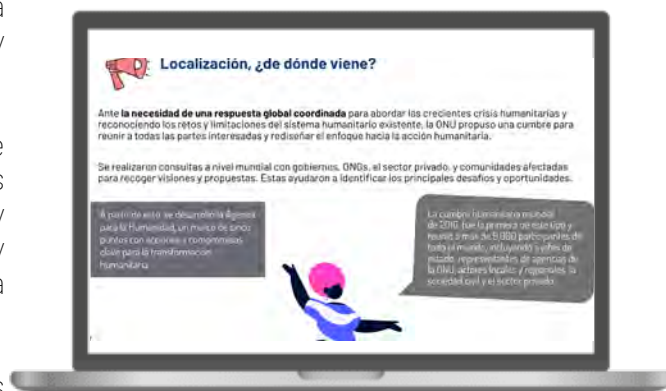 a
y
e
s
y
y
a
s
Localización, ¿de dónde viene?
Ante la necesidad de una respuesta global coordinada para abordar los crecientes crisis humanitarias y
reconociendo los retos y limitaciones del sistema humanitario existente, la ONU propuso una cumbre para
reunir a todas las partes interesadas y rediseñar el enfoque hacia la acción humanitaria.
Se realizaron consultas a nivel mundial con gobiernos, ONGs, el sector privado, y comunidades afectadas
para recoger visiones y propuestas. Estas ayudaron a identificar los principales desafíos y oportunidades.
A partir de esto se desarrolló la Agenda
para la Humanidad, un marco de cinco
puntos con acciones y compromisos
clave para la transformación
humanitaria.
La cumbre humanitaria mundial
de 2016, fue la primera de este tipo y
reunió a más de 9,000 participantes de
todo el mundo, incluyendo a jefes de
estado, representantes de agencias de
la ONU, actores locales y regionales, la
sociedad civil y el sector privado.